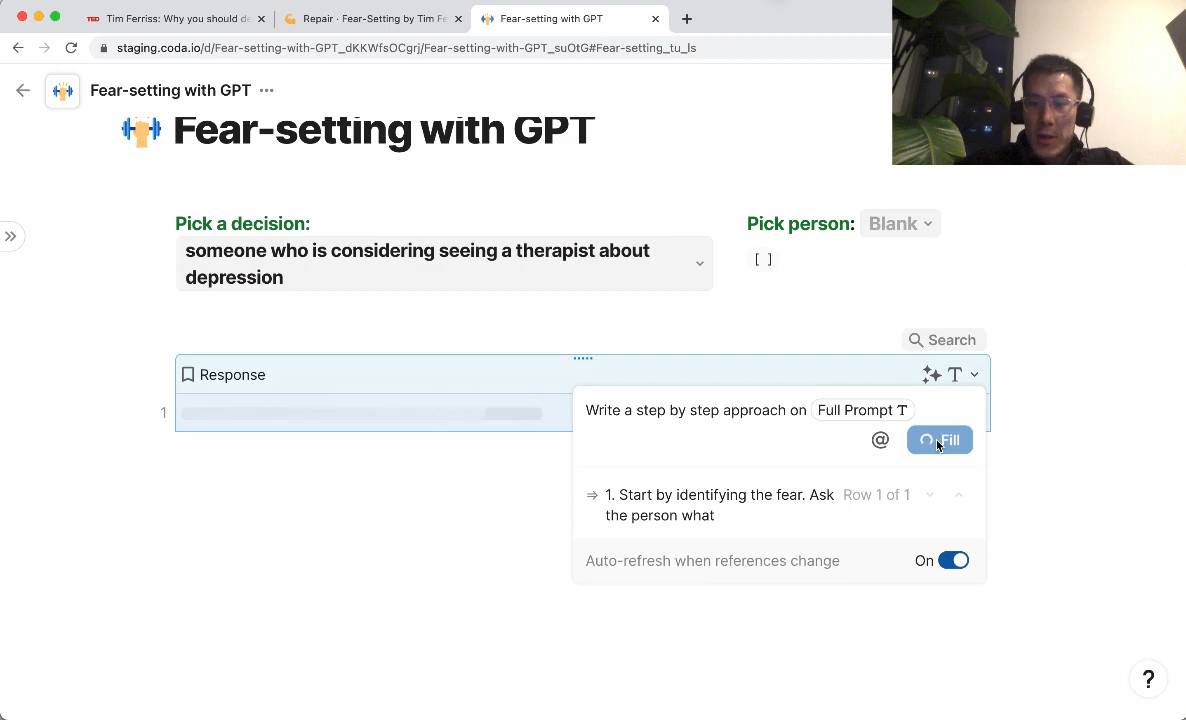 Tim Ferriss: Why you should de
Repair · Fear-Setting by Tim Fe
Fear-setting with GPT
staging.coda.io/d/Fear-setting-with-GPT_dKKWfsOCgrj/Fear-setting-with-GPT_suOtG#Fear-setting_tu_ls
Fear-setting with GPT
Fear-setting with GPT
Pick a decision:
someone who is considering seeing a therapist about
depression
Pick person: Blank
[ ]
Search
Response
1
Write a step by step approach on Full Prompt T
@ Fill
⇒ 1. Start by identifying the fear. Ask Row 1 of 1
the person what
Auto-refresh when references change On
?